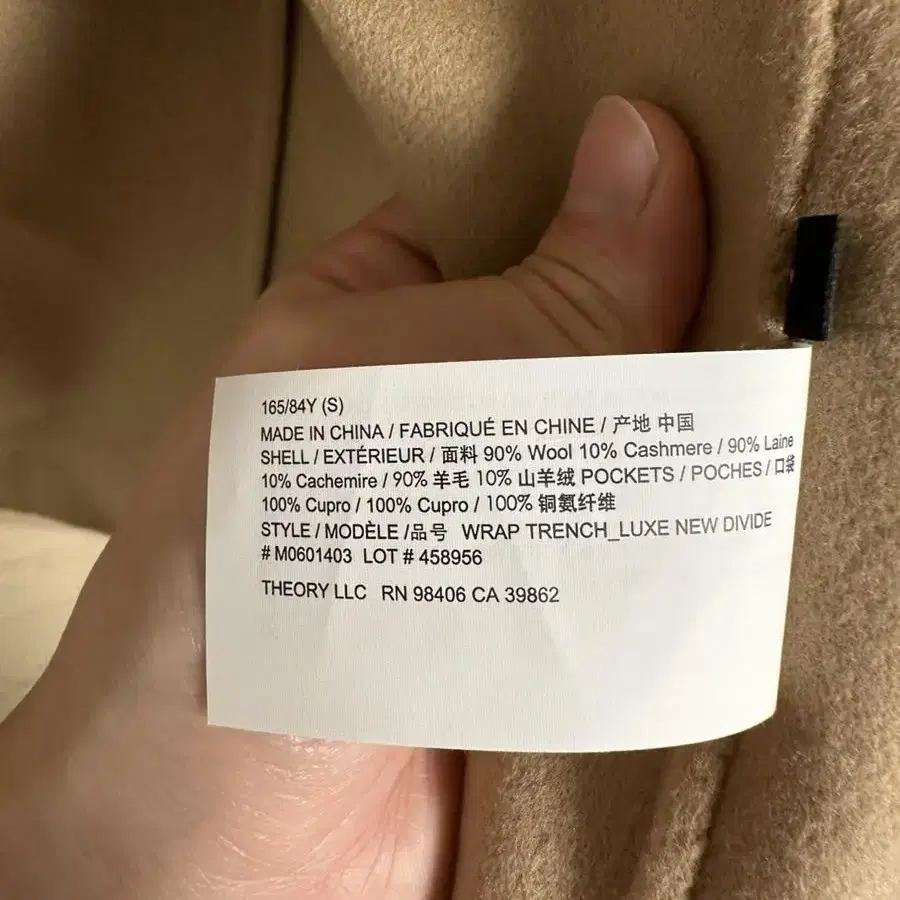 165/84Y (S)
MADE IN CHINA / FABRIQUÉ EN CHINE / 产地 中国
SHELL / EXTÉRIEUR / 面料 90% Wool 10% Cashmere / 90% Laine
10% Cachemire / 90% 羊毛 10% 山羊绒 POCKETS / POCHES / 口袋
100% Cupro / 100% Cupro / 100% 铜氨纤维
STYLE / MODÈLE /品号 WRAP TRENCH_LUXE NEW DIVIDE
# M0601403 LOT # 458956
THEORY LLC RN 98406 CA 39862